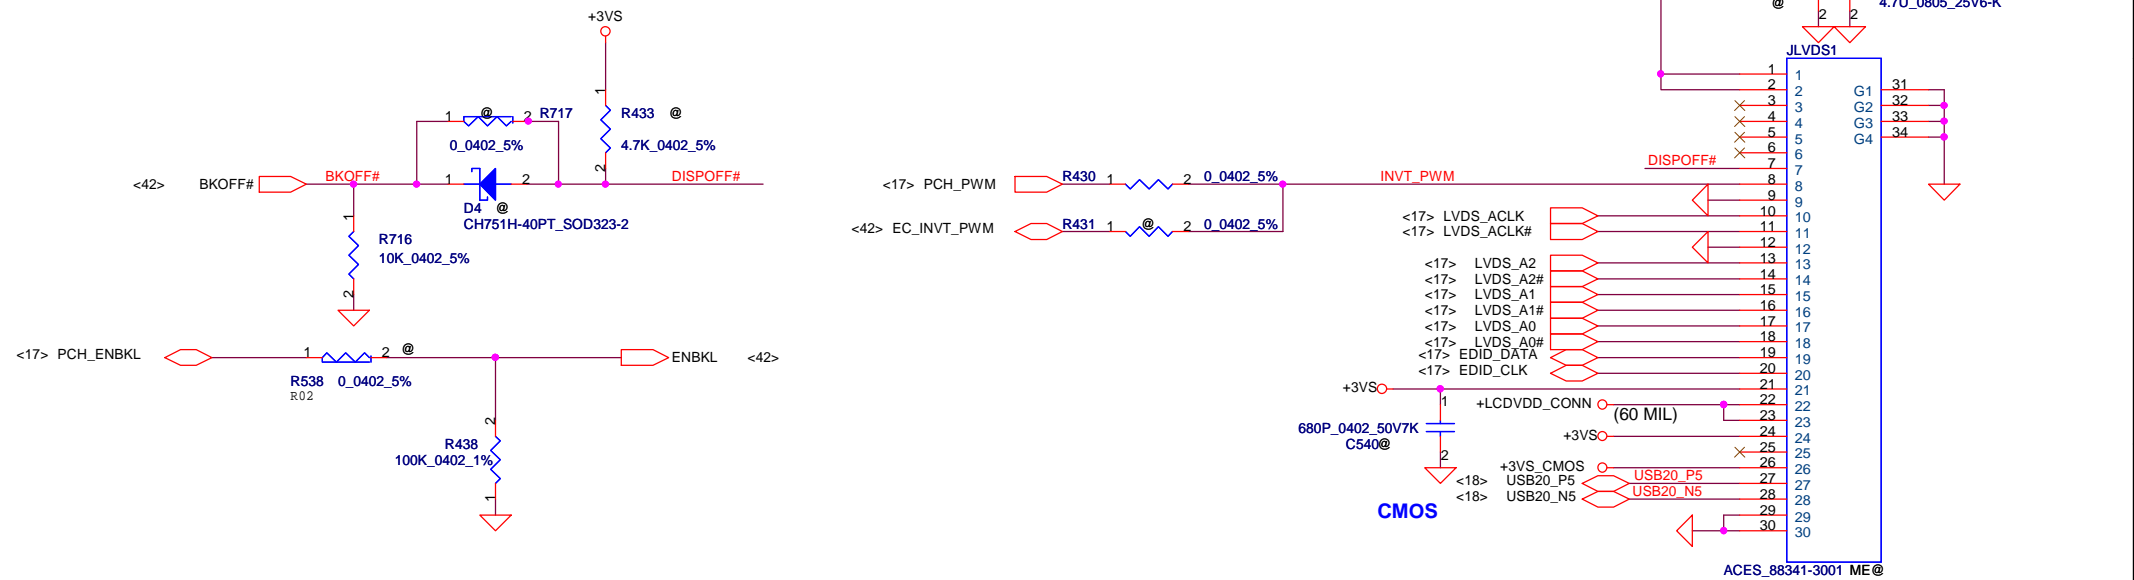 +3VS
1 @ 2 R717
0_0402_5%
1 R433 @
4.7K_0402_5%
2
<42> BKOFF# BKOFF# 1 2 DISPOFF#
D4 @
CH751H-40PT_SOD323-2
1
R716
10K_0402_5%
2
<17> PCH_ENBKL 1 2 @ ENBKL <42>
R538 0_0402_5%
R02
2
R438
100K_0402_1%
1
<17> PCH_PWM R430 1 2 0_0402_5% INVT_PWM
<42> EC_INVT_PWM R431 1 @ 2 0_0402_5%
@ 2 2 4.7U_0805_25V6-K
JLVDS1
1 1
2 2
3 3
4 4
5 5
6 6
DISPOFF# 7 7
8 8
9 9
<17> LVDS_ACLK 10 10
<17> LVDS_ACLK# 11 11
12 12
<17> LVDS_A2 13 13
<17> LVDS_A2# 14 14
<17> LVDS_A1 15 15
<17> LVDS_A1# 16 16
<17> LVDS_A0 17 17
<17> LVDS_A0# 18 18
<17> EDID_DATA 19 19
<17> EDID_CLK 20 20
+3VS 21 21
+LCDVDD_CONN (60 MIL) 22 22
23 23
+3VS 24 24
25 25
+3VS_CMOS 26 26
<18> USB20_P5 USB20_P5 27 27
<18> USB20_N5 USB20_N5 28 28
29 29
30 30
G1 31
G2 32
G3 33
G4 34
1
680P_0402_50V7K
C540@
2
CMOS
ACES_88341-3001 ME@